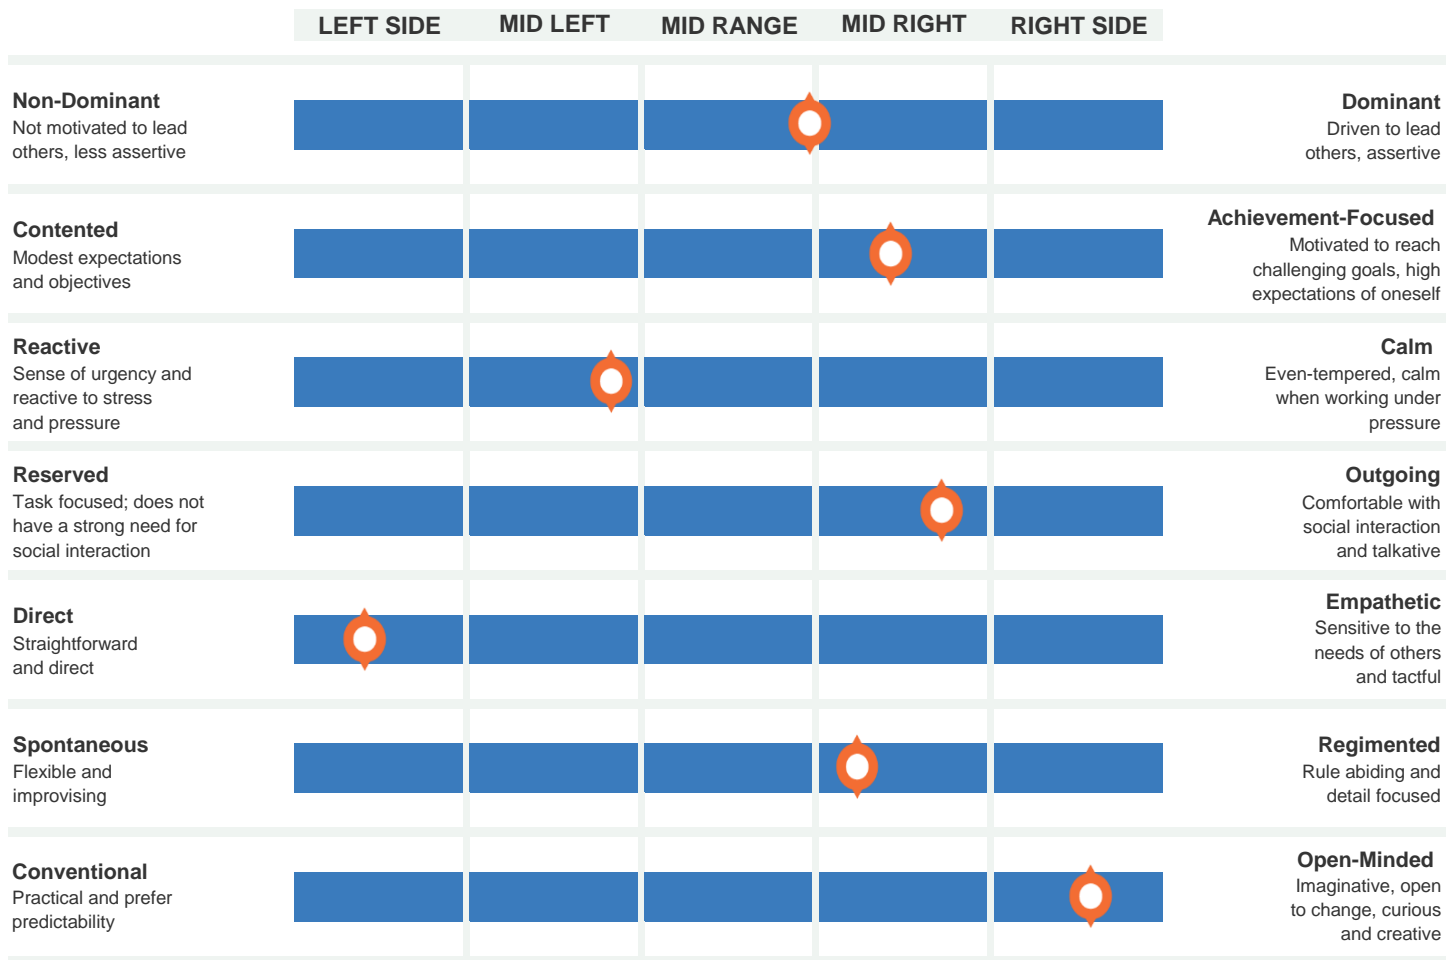 LEFT SIDE MID LEFT MID RANGE MID RIGHT RIGHT SIDE
Non-Dominant
Not motivated to lead
others, less assertive
Dominant
Driven to lead
others, assertive
Contented
Modest expectations
and objectives
Achievement-Focused
Motivated to reach
challenging goals, high
expectations of oneself
Reactive
Sense of urgency and
reactive to stress
and pressure
Calm
Even-tempered, calm
when working under
pressure
Reserved
Task focused; does not
have a strong need for
social interaction
Outgoing
Comfortable with
social interaction
and talkative
Direct
Straightforward
and direct
Empathetic
Sensitive to the
needs of others
and tactful
Spontaneous
Flexible and
improvising
Regimented
Rule abiding and
detail focused
Conventional
Practical and prefer
predictability
Open-Minded
Imaginative, open
to change, curious
and creative